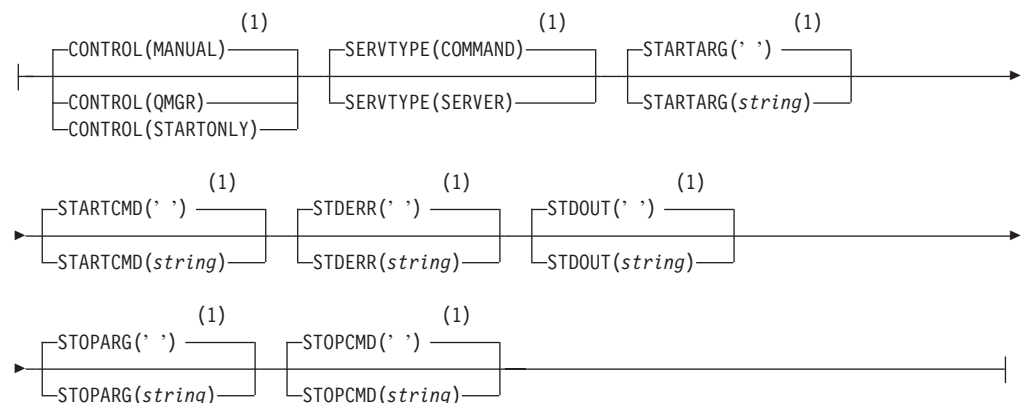 (1) (1) (1)
CONTROL(MANUAL) SERVTYPE(COMMAND) STARTARG(’ ’)
CONTROL(QMGR) SERVTYPE(SERVER) STARTARG(string)
CONTROL(STARTONLY)
(1) (1) (1)
STARTCMD(’ ’) STDERR(’ ’) STDOUT(’ ’)
STARTCMD(string) STDERR(string) STDOUT(string)
(1) (1)
STOPARG(’ ’) STOPCMD(’ ’)
STOPARG(string) STOPCMD(string)